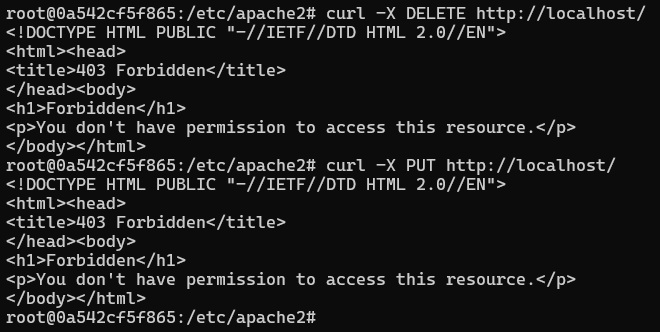 root@0a542cf5f865:/etc/apache2# curl -X DELETE http://localhost/
<!DOCTYPE HTML PUBLIC "-//IETF//DTD HTML 2.0//EN">
<html><head>
<title>403 Forbidden</title>
</head><body>
<h1>Forbidden</h1>
<p>You don't have permission to access this resource.</p>
</body></html>
root@0a542cf5f865:/etc/apache2# curl -X PUT http://localhost/
<!DOCTYPE HTML PUBLIC "-//IETF//DTD HTML 2.0//EN">
<html><head>
<title>403 Forbidden</title>
</head><body>
<h1>Forbidden</h1>
<p>You don't have permission to access this resource.</p>
</body></html>
root@0a542cf5f865:/etc/apache2#